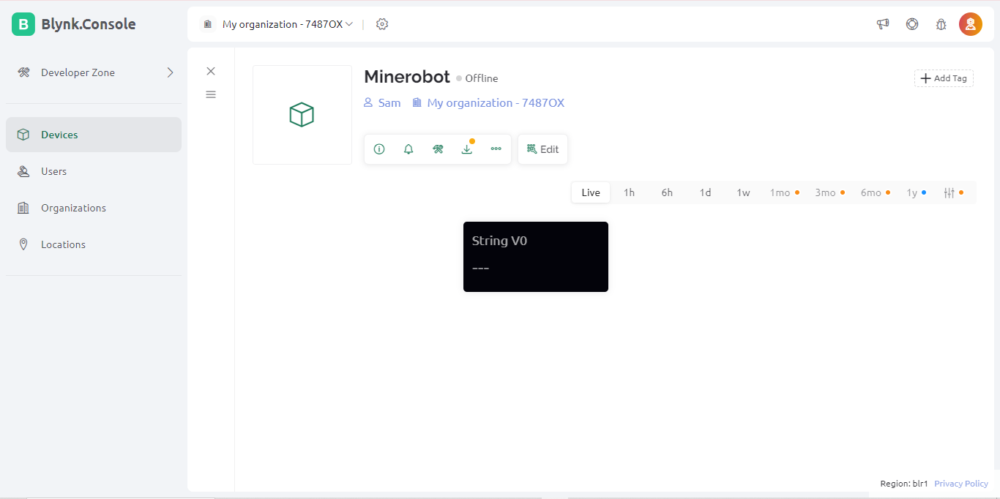 B Blynk.Console
My organization - 7487OX
Developer Zone
Devices
Users
Organizations
Locations
Minerobot Offline
Add Tag
Sam My organization - 7487OX
Edit
Live 1h 6h 1d 1w 1mo 3mo 6mo 1y
String V0
---
Region: blr1 Privacy Policy